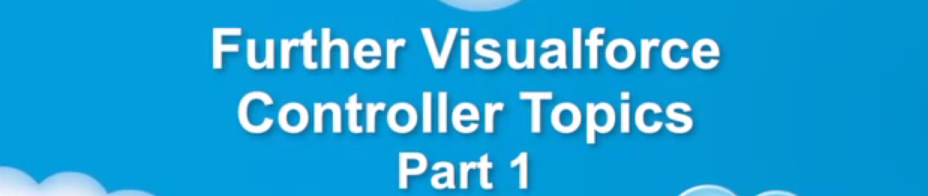 Further Visualforce
Controller Topics
Part 1